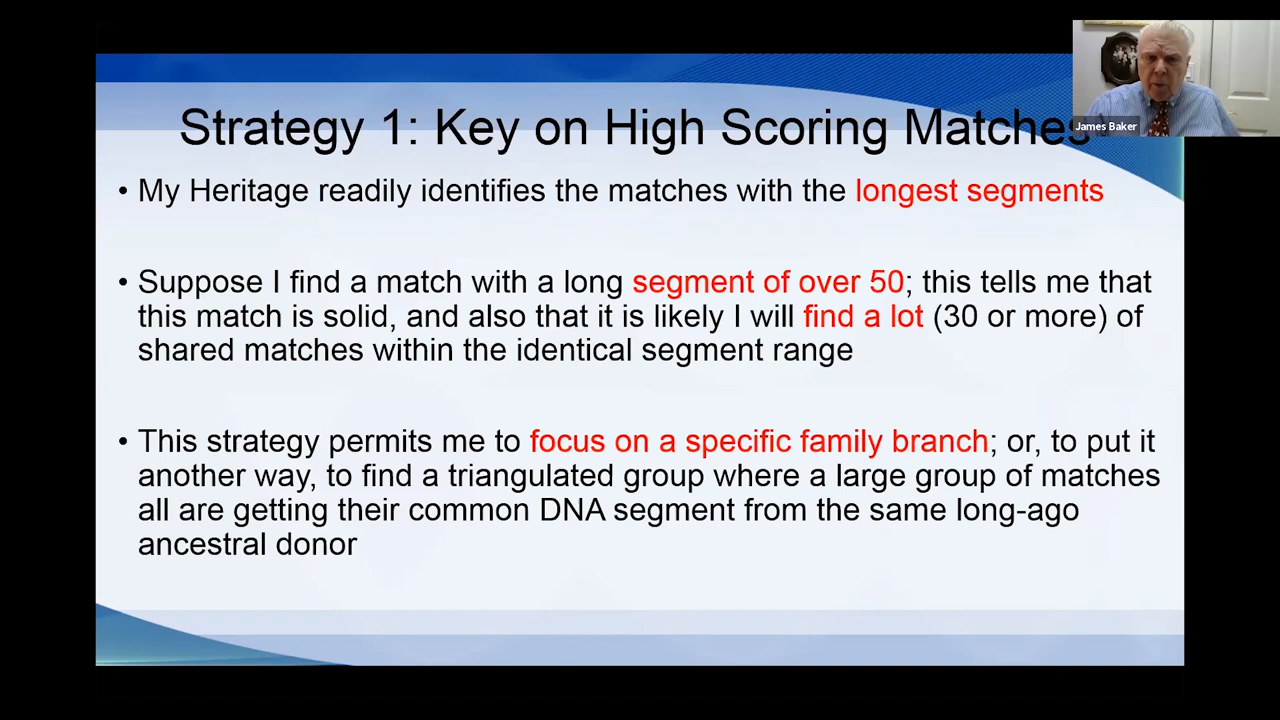 Strategy 1: Key on High Scoring Matches
James Baker
• My Heritage readily identifies the matches with the longest segments
• Suppose I find a match with a long segment of over 50; this tells me that
this match is solid, and also that it is likely I will find a lot (30 or more) of
shared matches within the identical segment range
• This strategy permits me to focus on a specific family branch; or, to put it
another way, to find a triangulated group where a large group of matches
all are getting their common DNA segment from the same long-ago
ancestral donor